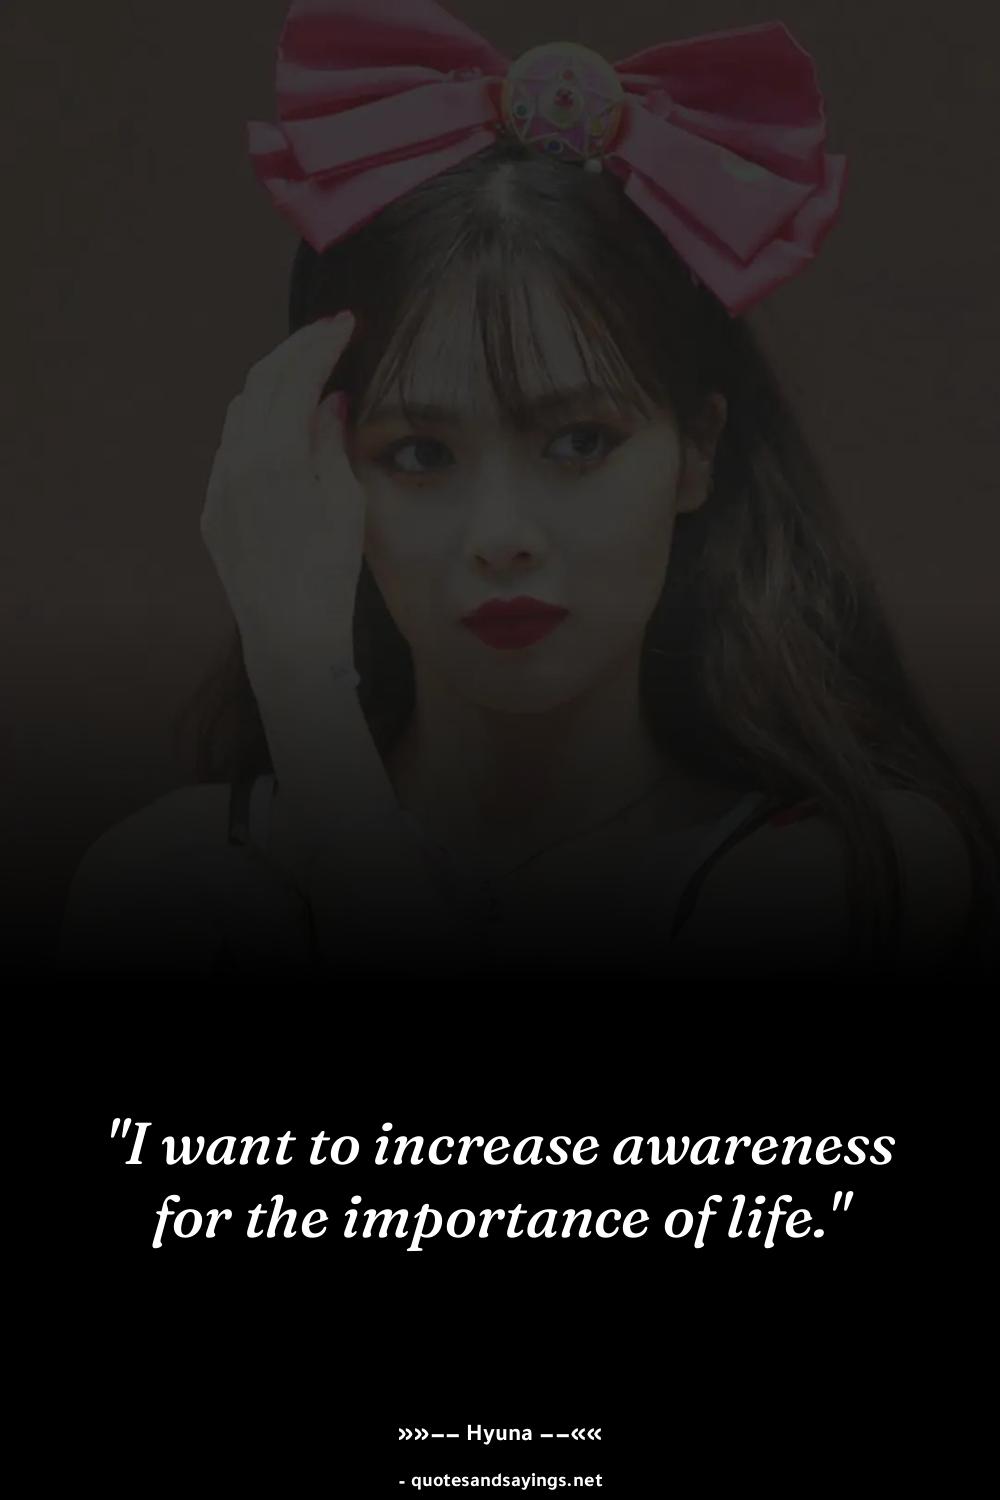 "I want to increase awareness
for the importance of life."
»»−− Hyuna −−««
- quotesandsayings.net